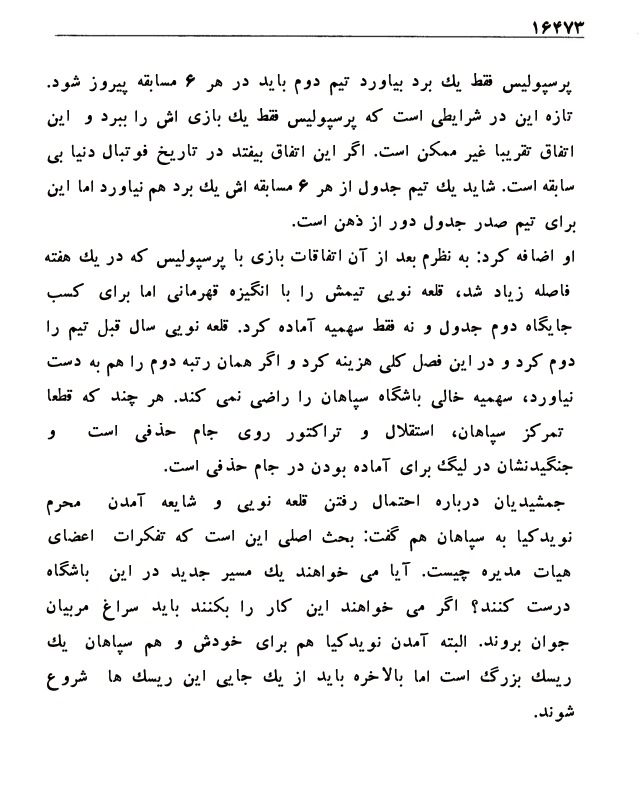 ۱۶۴۷۳
پرسپولیس فقط یك برد بیاورد تیم دوم باید در هر ۶ مسابقه پیروز شود.
تازه این در شرایطی است که پرسپولیس فقط یك بازی اش را ببرد و این
اتفاق تقریبا غیر ممکن است. اگر این اتفاق بیفتد در تاریخ فوتبال دنیا بی
سابقه است. شاید یك تیم جدول از هر ۶ مسابقه اش یك برد هم نیاورد اما این
برای تیم صدر جدول دور از ذهن است.
او اضافه کرد: به نظرم بعد از آن اتفاقات بازی با پرسپولیس که در یك هفته
فاصله زیاد شد، قلعه نویی تیمش را با انگیزه قهرمانی اما برای کسب
جایگاه دوم جدول و نه فقط سهمیه آماده کرد. قلعه نویی سال قبل تیم را
دوم کرد و در این فصل کلی هزینه کرد و اگر همان رتبه دوم را هم به دست
نیاورد، سهمیه خالی باشگاه سپاهان را راضی نمی کند. هر چند که قطعا
تمرکز سپاهان، استقلال و تراکتور روی جام حذفی است و
جنگیدنشان در لیگ برای آماده بودن در جام حذفی است.
جمشیدیان درباره احتمال رفتن قلعه نویی و شایعه آمدن محرم
نویدکیا به سپاهان هم گفت: بحث اصلی این است که تفکرات اعضای
هیات مدیره چیست. آیا می خواهند یك مسیر جدید در این باشگاه
درست کنند؟ اگر می خواهند این کار را بکنند باید سراغ مربیان
جوان بروند. البته آمدن نویدکیا هم برای خودش و هم سپاهان یك
ریسك بزرگ است اما بالاخره باید از یك جایی این ریسك ها شروع
شوند.